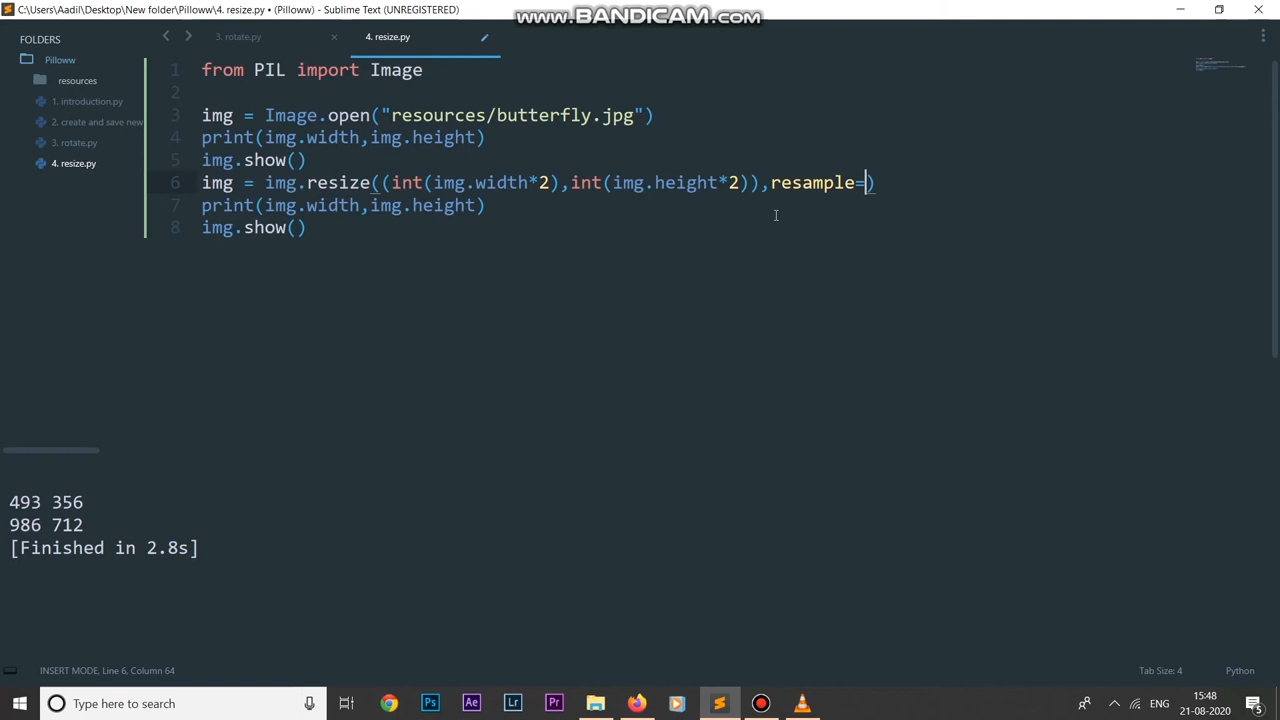 C:\Users\Aadil\Desktop\New folder\Pilloww\4. resize.py • (Pilloww) - Sublime Text (UNREGISTERED)
www.BANDICAM.com
FOLDERS
Pilloww
resources
1. introduction.py
2. create and save new
3. rotate.py
4. resize.py
3. rotate.py
4. resize.py
1 from PIL import Image
2
3 img = Image.open("resources/butterfly.jpg")
4 print(img.width,img.height)
5 img.show()
6 img = img.resize((int(img.width*2),int(img.height*2)),resample=)
7 print(img.width,img.height)
8 img.show()
493 356
986 712
[Finished in 2.8s]
INSERT MODE, Line 6, Column 64
Tab Size: 4
Python
Type here to search
Ps
Ae
Lr
Pr
ENG
15:48
21-08-2020
5